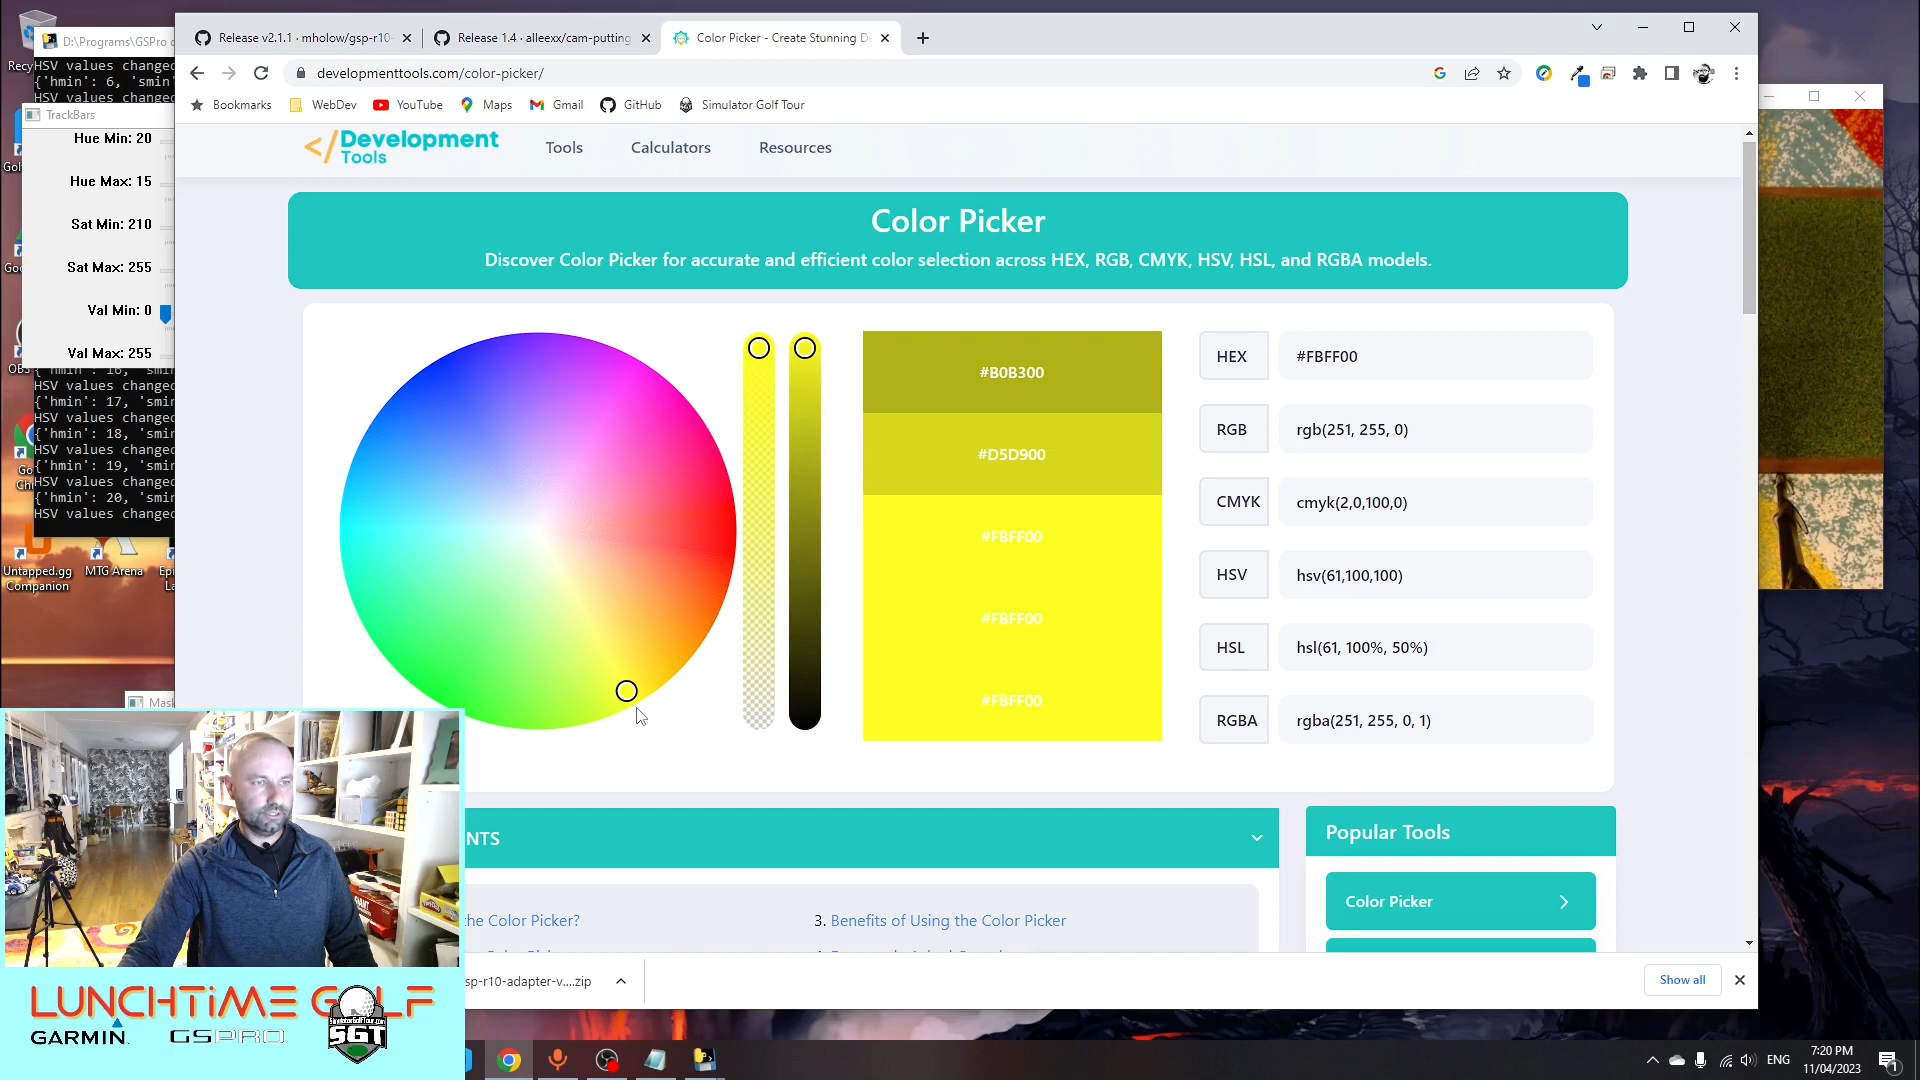 D:\Programs\GSPro
Release v2.1.1 · mholow/gsp-r10-
Release 1.4 · alleexx/cam-putting
Color Picker - Create Stunning D
developmenttools.com/color-picker/
Bookmarks
WebDev
YouTube
Maps
Gmail
GitHub
Simulator Golf Tour
HSV values changed
{'hmin': 6, 'smin'
HSV values changed
TrackBars
Hue Min: 20
Hue Max: 15
Sat Min: 210
Sat Max: 255
Val Min: 0
Val Max: 255
{'hmin': 16, 'smin
HSV values changed
{'hmin': 17, 'smin
HSV values changed
{'hmin': 18, 'smin
HSV values changed
{'hmin': 19, 'smin
HSV values changed
{'hmin': 20, 'smin
HSV values changed
Untapped.gg
Companion
MTG Arena
Mask
</> Development
Tools
Tools
Calculators
Resources
Color Picker
Discover Color Picker for accurate and efficient color selection across HEX, RGB, CMYK, HSV, HSL, and RGBA models.
#B0B300
#D5D900
#FBFF00
#FBFF00
#FBFF00
HEX
#FBFF00
RGB
rgb(251, 255, 0)
CMYK
cmyk(2,0,100,0)
HSV
hsv(61,100,100)
HSL
hsl(61, 100%, 50%)
RGBA
rgba(251, 255, 0, 1)
NTS
the Color Picker?
3. Benefits of Using the Color Picker
Popular Tools
Color Picker
sp-r10-adapter-v....zip
Show all
LUNCHTIME GOLF
GARMIN
GSPRO
SGT
ENG
7:20 PM
11/04/2023
1